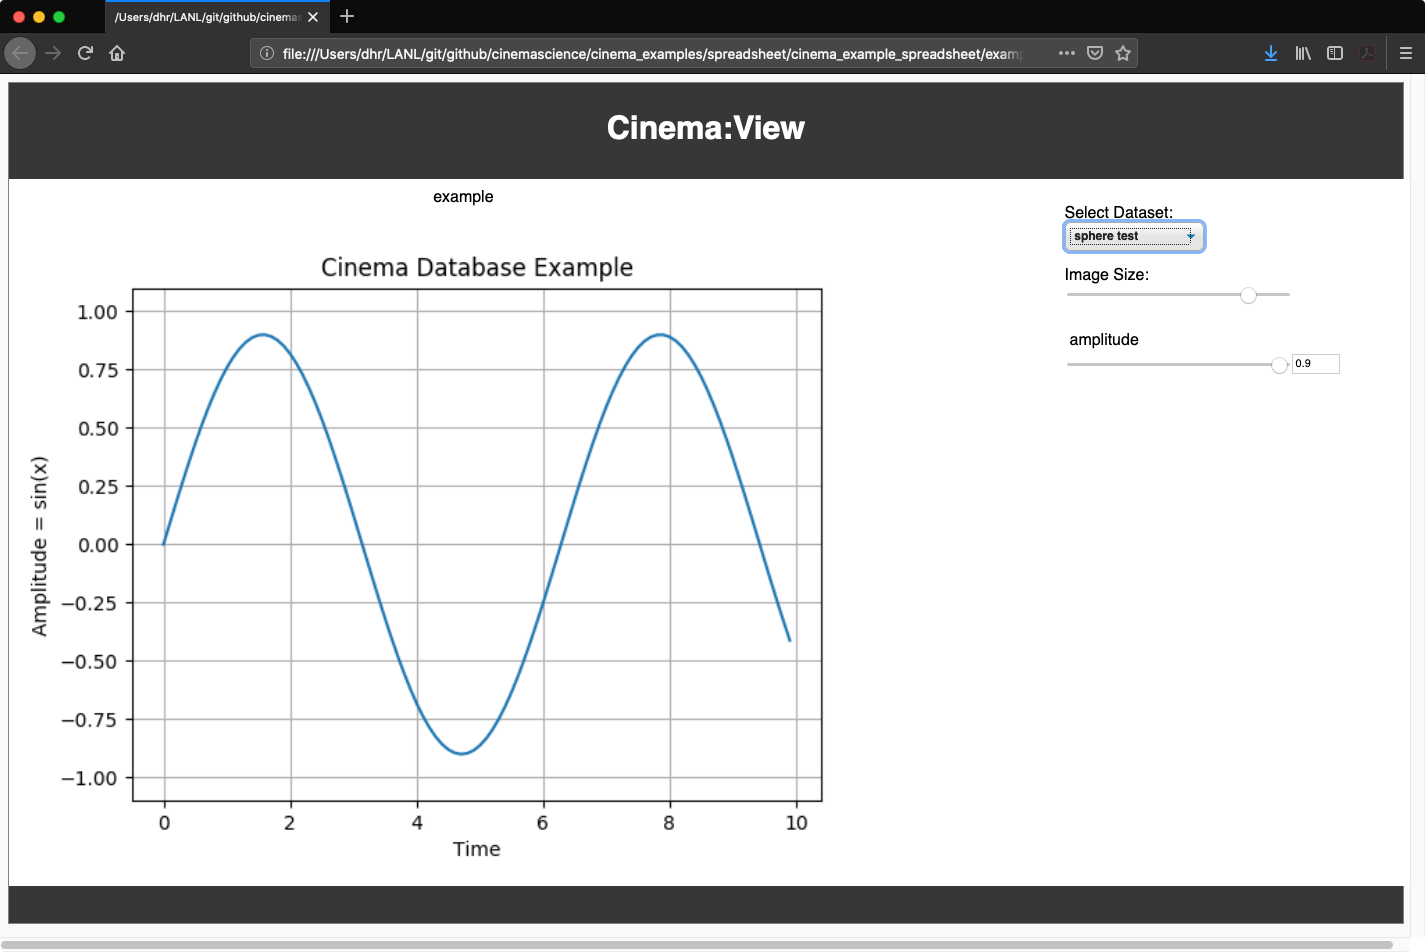 /Users/dhr/LANL/git/github/cinemas
file:///Users/dhr/LANL/git/github/cinemascience/cinema_examples/spreadsheet/cinema_example_spreadsheet/exam
Cinema:View
example
Select Dataset:
sphere test
Image Size:
amplitude
0.9
Cinema Database Example
1.00
0.75
0.50
0.25
0.00
−0.25
−0.50
−0.75
−1.00
Amplitude = sin(x)
0 2 4 6 8 10
Time